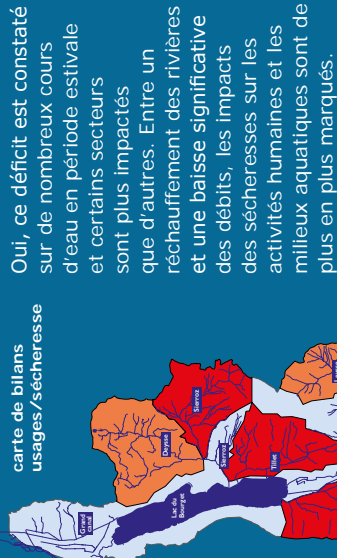 Oui, ce déficit est constaté
sur de nombreux cours
d'eau en période estivale
et certains secteurs
sont plus impactés
que d'autres. Entre un
réchauffement des rivières
et une baisse significative
des débits, les impacts
des sécheresses sur les
activités humaines et les
milieux aquatiques sont de
plus en plus marqués.
carte de bilans
usages/sécheresse
Grand
canal
Deysse
Sierroz
Sierroz
Lac du
Bourget
Tillet